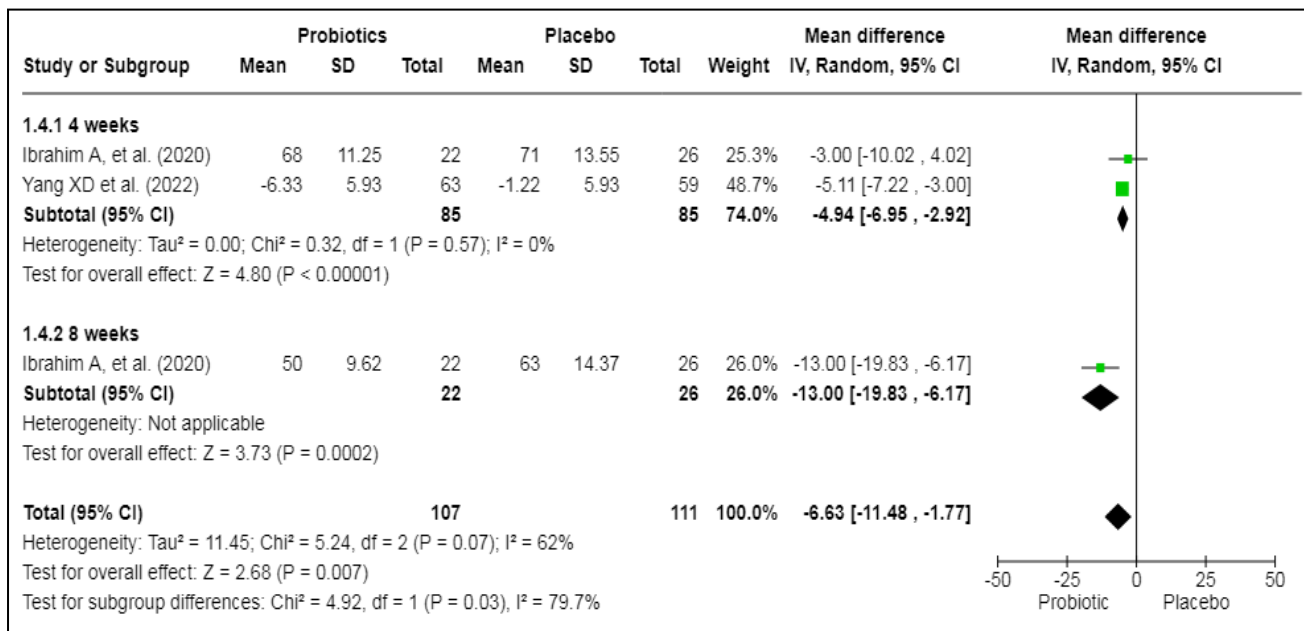 Probiotics Placebo Mean difference Mean difference
Study or Subgroup Mean SD Total Mean SD Total Weight IV, Random, 95% CI IV, Random, 95% CI
1.4.1 4 weeks
Ibrahim A, et al. (2020) 68 11.25 22 71 13.55 26 25.3% -3.00 [-10.02 , 4.02]
Yang XD et al. (2022) -6.33 5.93 63 -1.22 5.93 59 48.7% -5.11 [-7.22 , -3.00]
Subtotal (95% CI) 85 85 74.0% -4.94 [-6.95 , -2.92]
Heterogeneity: Tau² = 0.00; Chi² = 0.32, df = 1 (P = 0.57); I² = 0%
Test for overall effect: Z = 4.80 (P < 0.00001)
1.4.2 8 weeks
Ibrahim A, et al. (2020) 50 9.62 22 63 14.37 26 26.0% -13.00 [-19.83 , -6.17]
Subtotal (95% CI) 22 26 26.0% -13.00 [-19.83 , -6.17]
Heterogeneity: Not applicable
Test for overall effect: Z = 3.73 (P = 0.0002)
Total (95% CI) 107 111 100.0% -6.63 [-11.48 , -1.77]
Heterogeneity: Tau² = 11.45; Chi² = 5.24, df = 2 (P = 0.07); I² = 62%
Test for overall effect: Z = 2.68 (P = 0.007)
Test for subgroup differences: Chi² = 4.92, df = 1 (P = 0.03), I² = 79.7%
-50 -25 0 25 50
Probiotic Placebo